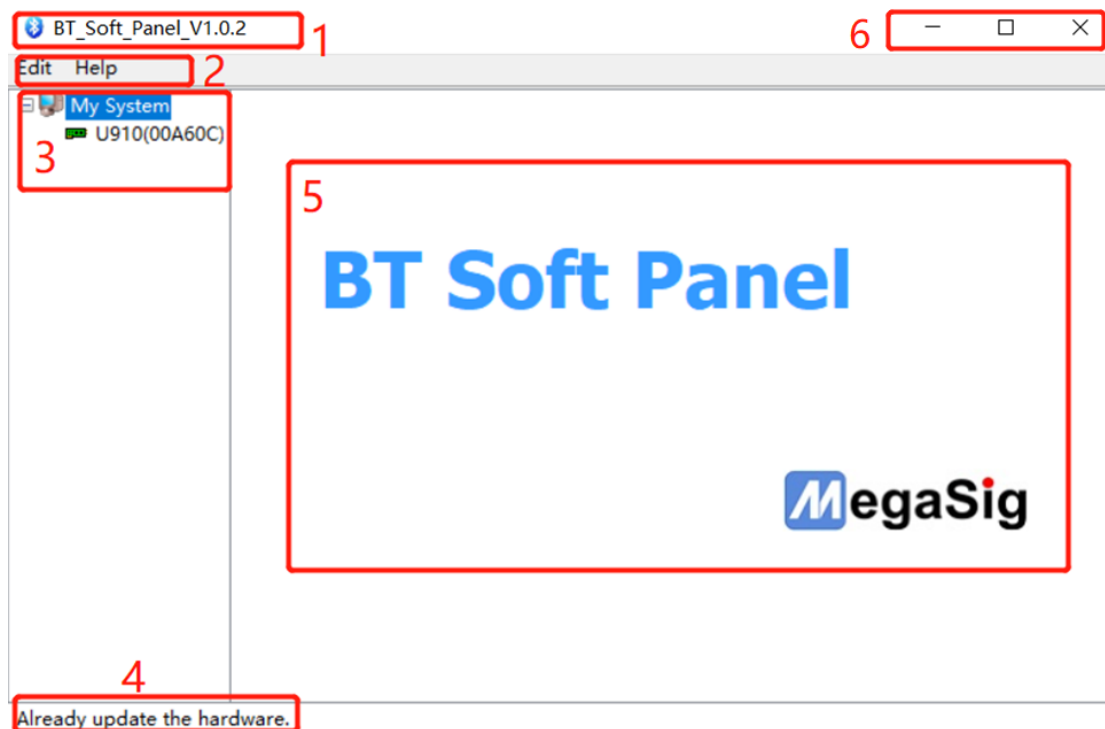 BT_Soft_Panel_V1.0.2
1
6
Edit Help
2
My System
U910(00A60C)
3
5
BT Soft Panel
MegaSig
4
Already update the hardware.